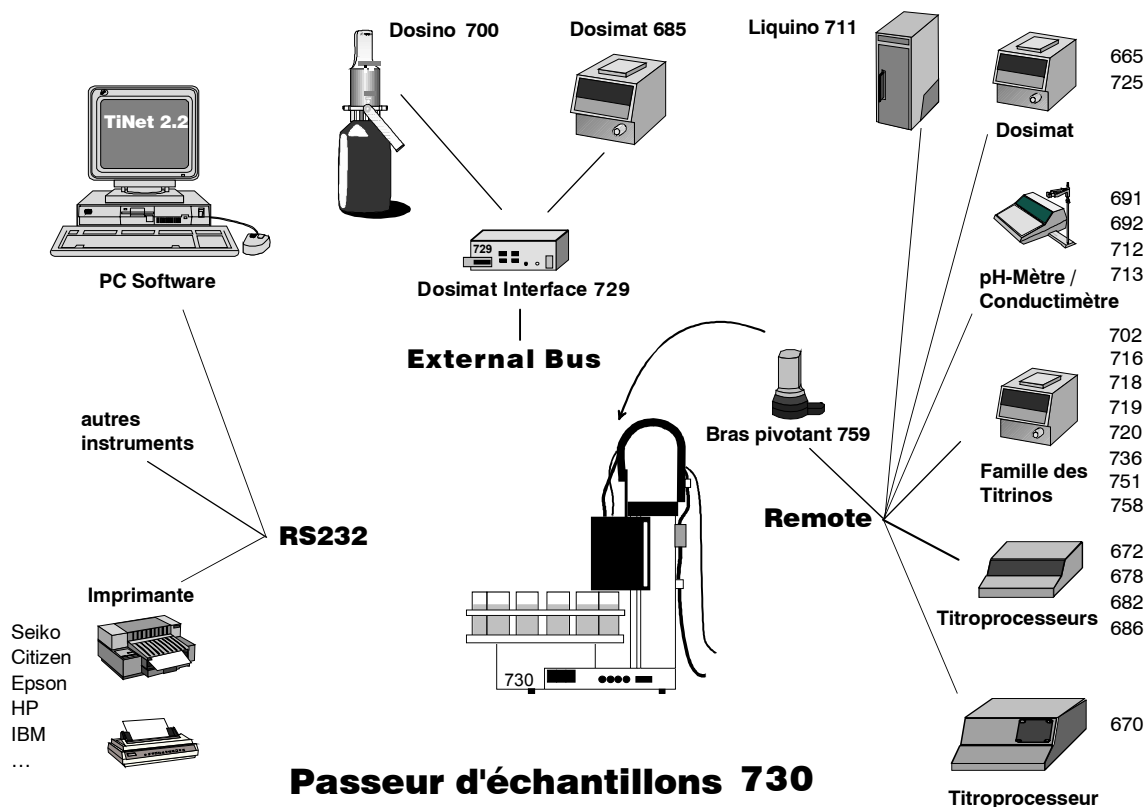 Dosino 700
Dosimat 685
Liquino 711
665
725
Dosimat
TiNet 2.2
PC Software
729
Dosimat Interface 729
External Bus
691
692
712
713
pH-Mètre /
Conductimètre
Bras pivotant 759
702
716
718
719
720
736
751
758
Famille des
Titrinos
autres
instruments
RS232
Remote
672
678
682
686
Titroprocesseurs
Imprimante
Seiko
Citizen
Epson
HP
IBM
…
730
670
Titroprocesseur
Passeur d'échantillons 730